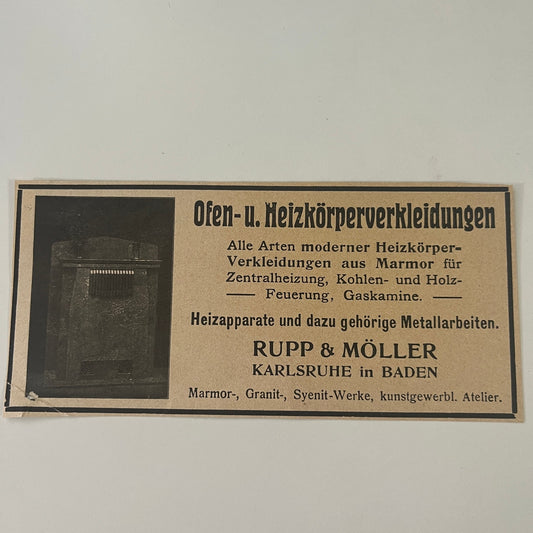 Ofen- u. Heizkörperverkleidungen
Alle Arten moderner Heizkörper-
Verkleidungen aus Marmor für
Zentralheizung, Kohlen- und Holz-
— Feuerung, Gaskamine. —
Heizapparate und dazu gehörige Metallarbeiten.
RUPP & MÖLLER
KARLSRUHE in BADEN
Marmor-, Granit-, Syenit-Werke, kunstgewerbl. Atelier.